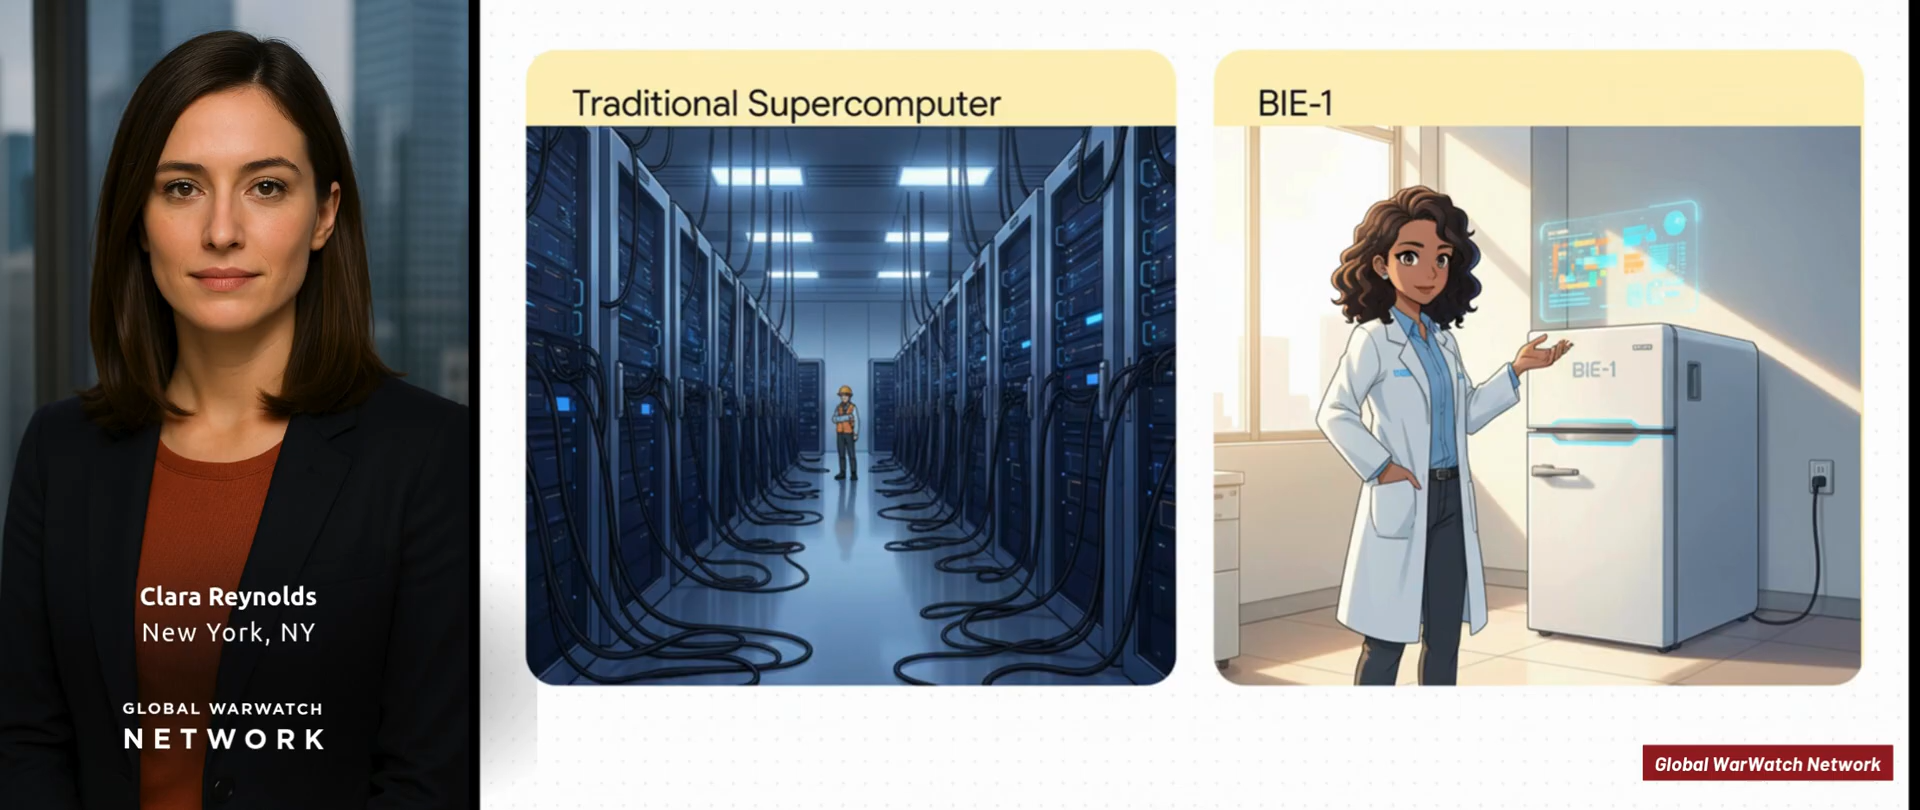 Clara Reynolds
New York, NY
GLOBAL WARWATCH
NETWORK
Traditional Supercomputer
BIE-1
BIE-1
Global WarWatch Network